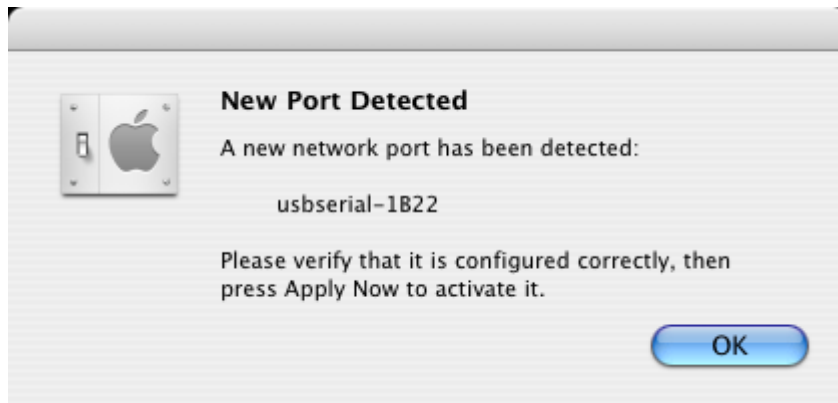 New Port Detected
A new network port has been detected:
usbserial-1B22
Please verify that it is configured correctly, then
press Apply Now to activate it.
OK